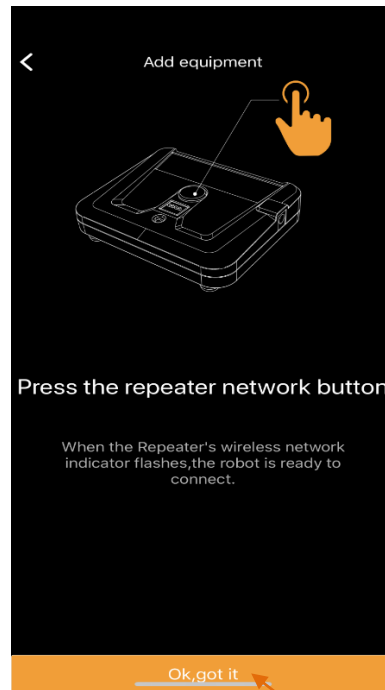 Add equipment
Press the repeater network button
When the Repeater's wireless network
indicator flashes,the robot is ready to
connect.
Ok,got it